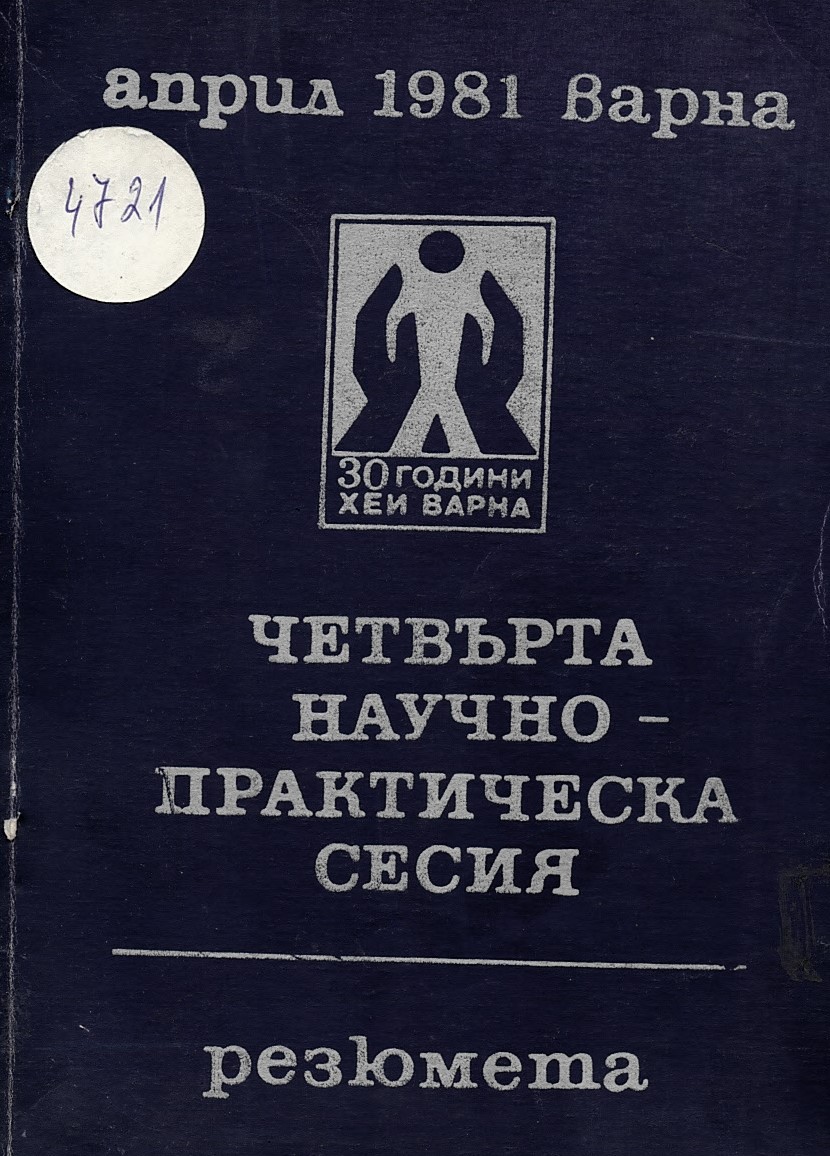 април 1981 варна
4721
30 ГОДИНИ
ХЕИ ВАРНА
ЧЕТВЪРТА
НАУЧНО –
ПРАКТИЧЕСКА
СЕСИЯ
резюмета